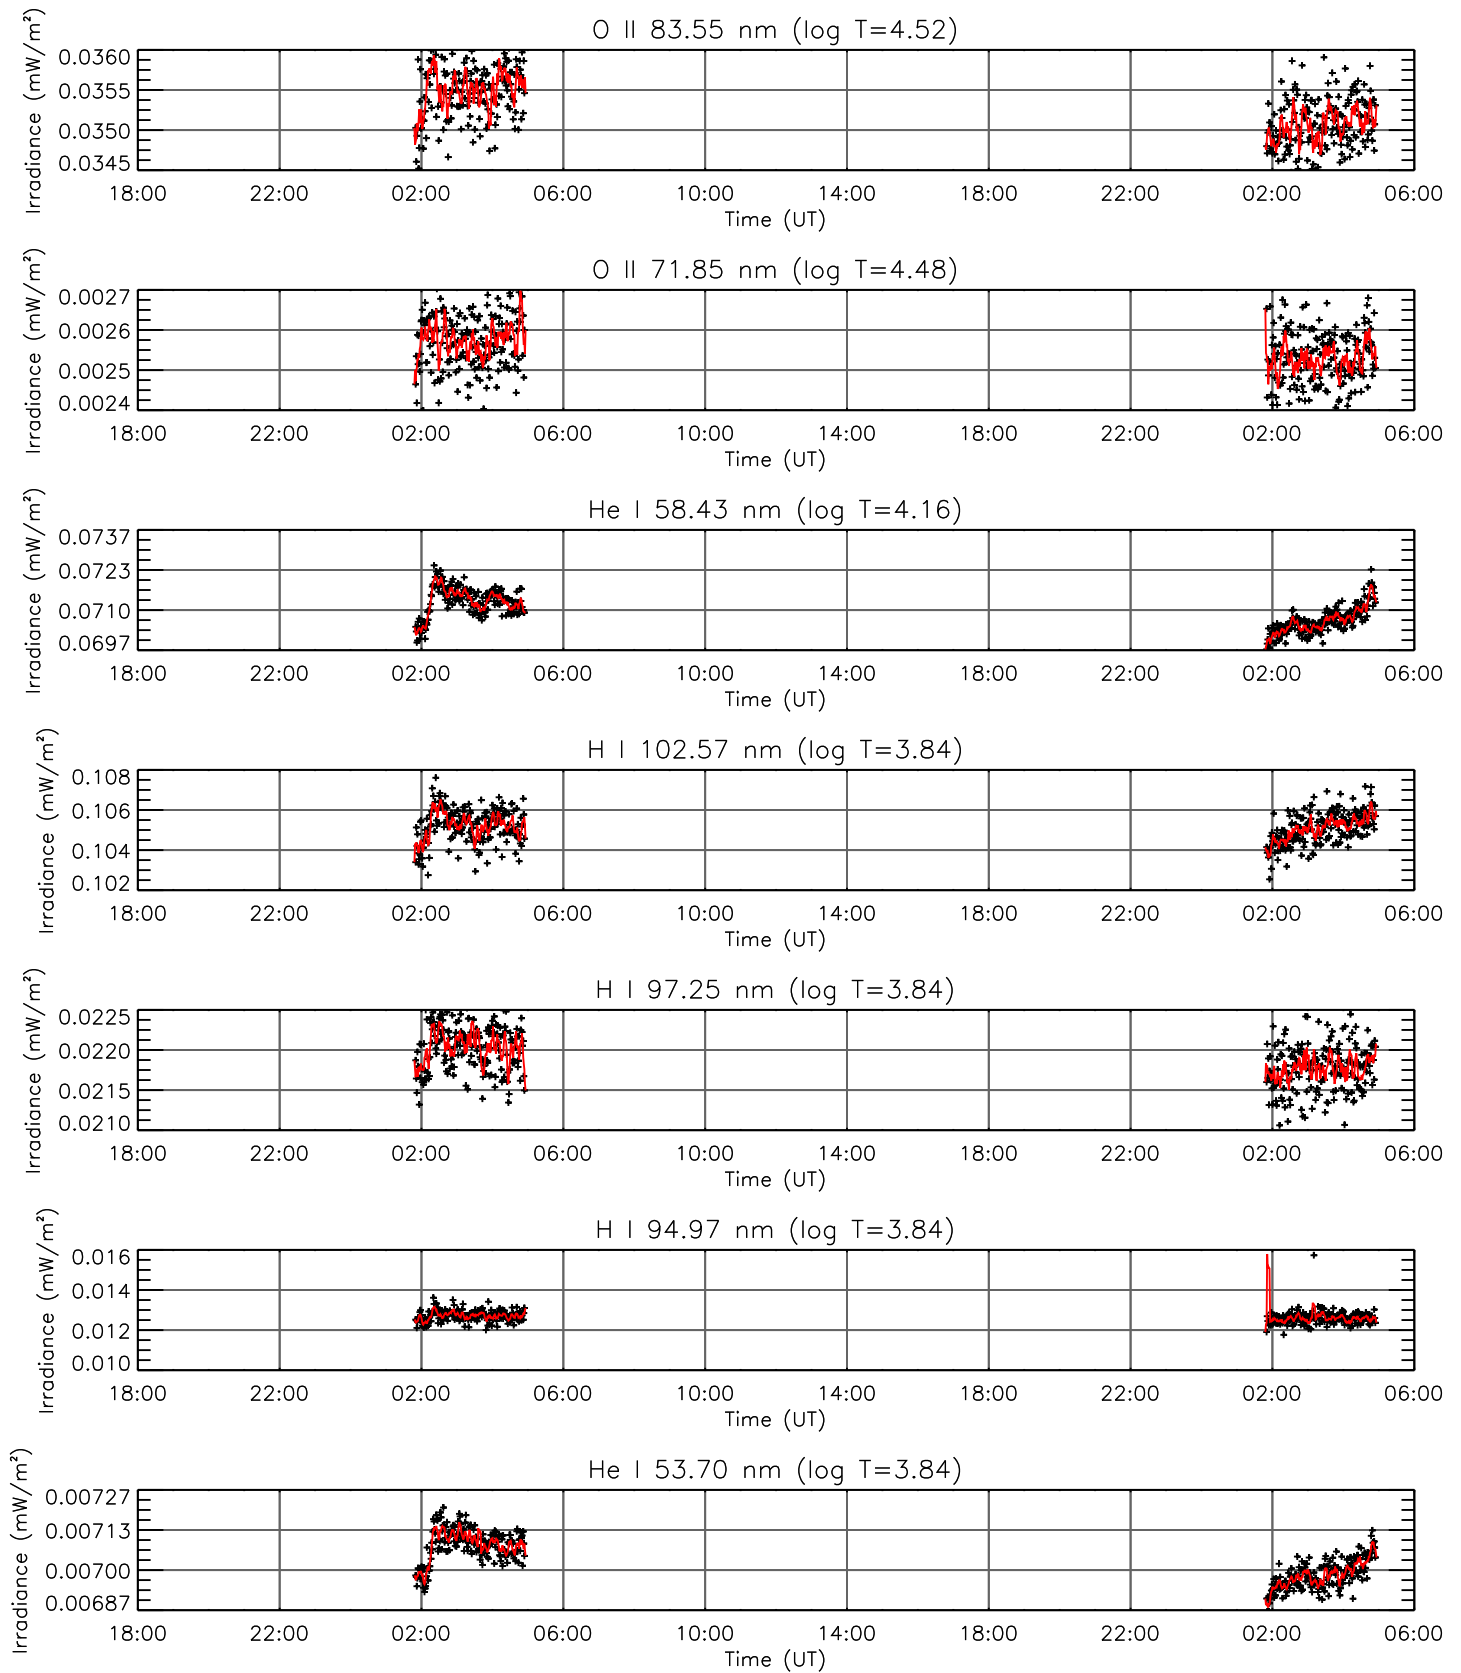 O II 83.55 nm (log T=4.52)
Irradiance (mW/m²)
0.0360
0.0355
0.0350
0.0345
18:00 22:00 02:00 06:00 10:00 14:00 18:00 22:00 02:00 06:00
Time (UT)
O II 71.85 nm (log T=4.48)
Irradiance (mW/m²)
0.0027
0.0026
0.0025
0.0024
18:00 22:00 02:00 06:00 10:00 14:00 18:00 22:00 02:00 06:00
Time (UT)
He I 58.43 nm (log T=4.16)
Irradiance (mW/m²)
0.0737
0.0723
0.0710
0.0697
18:00 22:00 02:00 06:00 10:00 14:00 18:00 22:00 02:00 06:00
Time (UT)
H I 102.57 nm (log T=3.84)
Irradiance (mW/m²)
0.108
0.106
0.104
0.102
18:00 22:00 02:00 06:00 10:00 14:00 18:00 22:00 02:00 06:00
Time (UT)
H I 97.25 nm (log T=3.84)
Irradiance (mW/m²)
0.0225
0.0220
0.0215
0.0210
18:00 22:00 02:00 06:00 10:00 14:00 18:00 22:00 02:00 06:00
Time (UT)
H I 94.97 nm (log T=3.84)
Irradiance (mW/m²)
0.016
0.014
0.012
0.010
18:00 22:00 02:00 06:00 10:00 14:00 18:00 22:00 02:00 06:00
Time (UT)
He I 53.70 nm (log T=3.84)
Irradiance (mW/m²)
0.00727
0.00713
0.00700
0.00687
18:00 22:00 02:00 06:00 10:00 14:00 18:00 22:00 02:00 06:00
Time (UT)